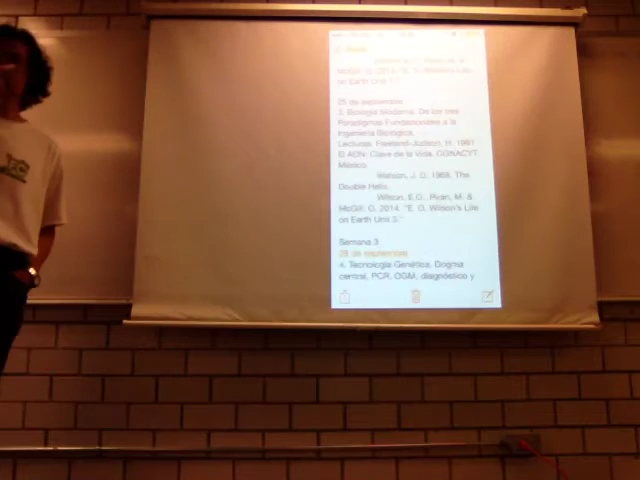 on Earth Unit 1."
25 de septiembre
3. Biología Moderna. De los tres
Paradigmas Fundacionales a la
Ingeniería Biológica.
Lecturas. Freeland-Judson, H. 1981
El ADN: Clave de la Vida. CONACYT,
México.
Watson, J. D. 1968. The
Double Helix.
Wilson, E.O., Ryan, M. &
McGill, G. 2014. "E. O. Wilson's Life
on Earth Unit 5."
Semana 3
28 de septiembre
4. Tecnología Genética. Dogma
central, PCR, OGM, diagnóstico y